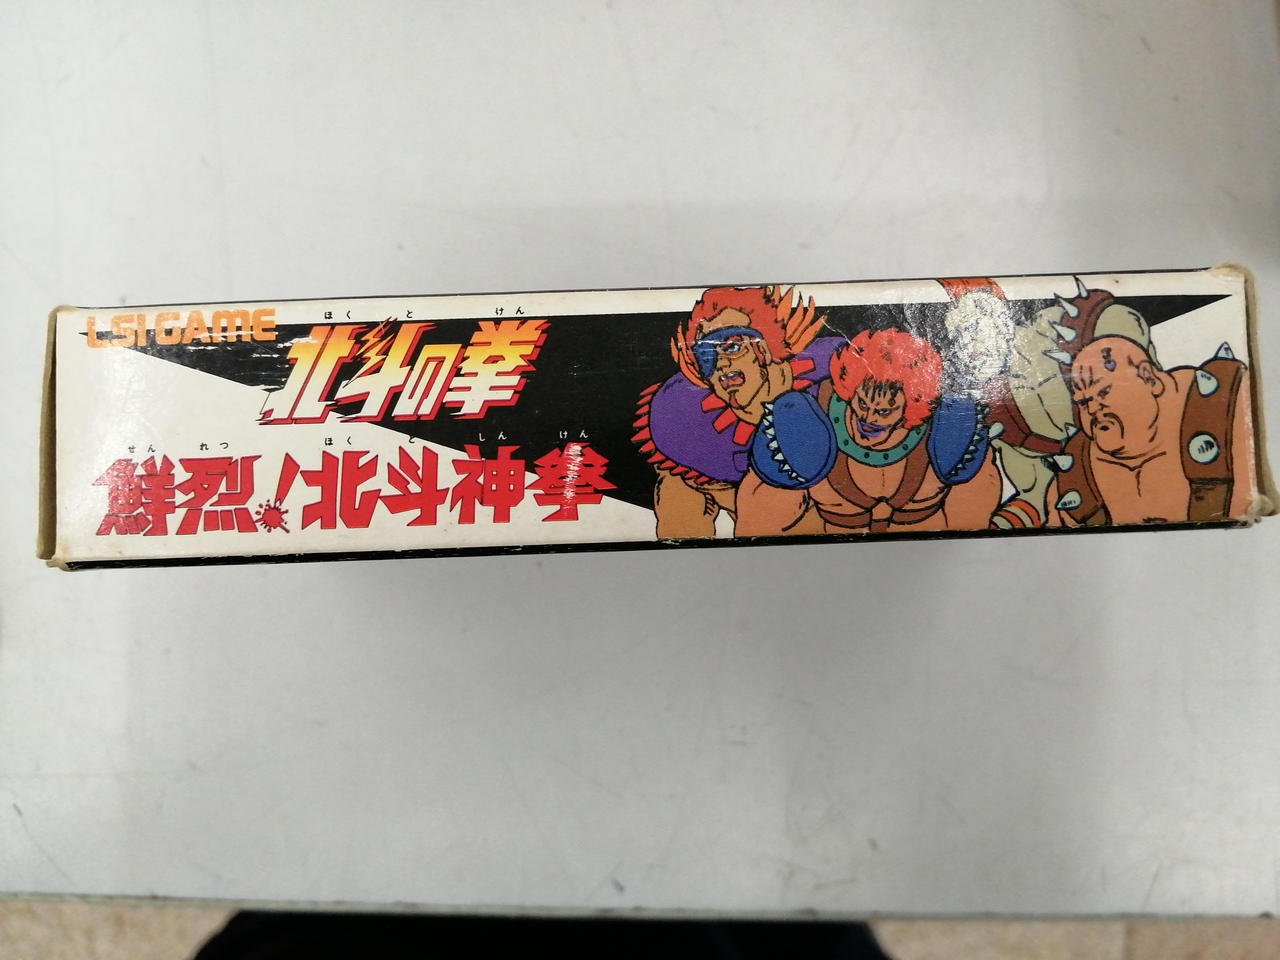 LSI GAME
ほくと けん
北斗の拳
せんれつ ほくとしんけん
鮮烈!北斗神拳